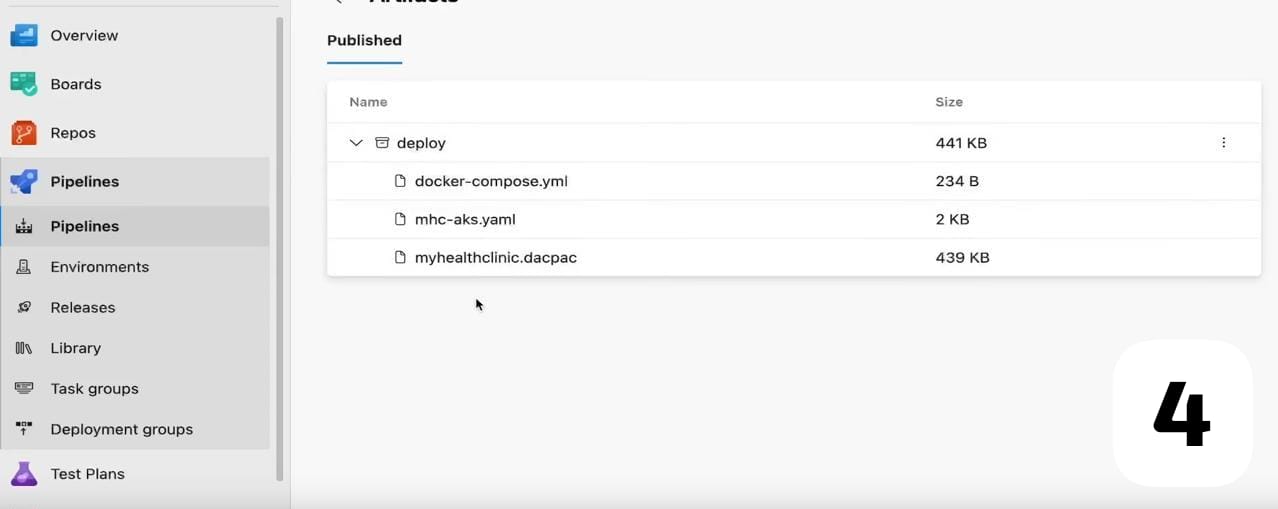 Artifacts
Overview
Boards
Repos
Pipelines
Pipelines
Environments
Releases
Library
Task groups
Deployment groups
Test Plans
Published
Name Size
deploy 441 KB
docker-compose.yml 234 B
mhc-aks.yaml 2 KB
myhealthclinic.dacpac 439 KB
4